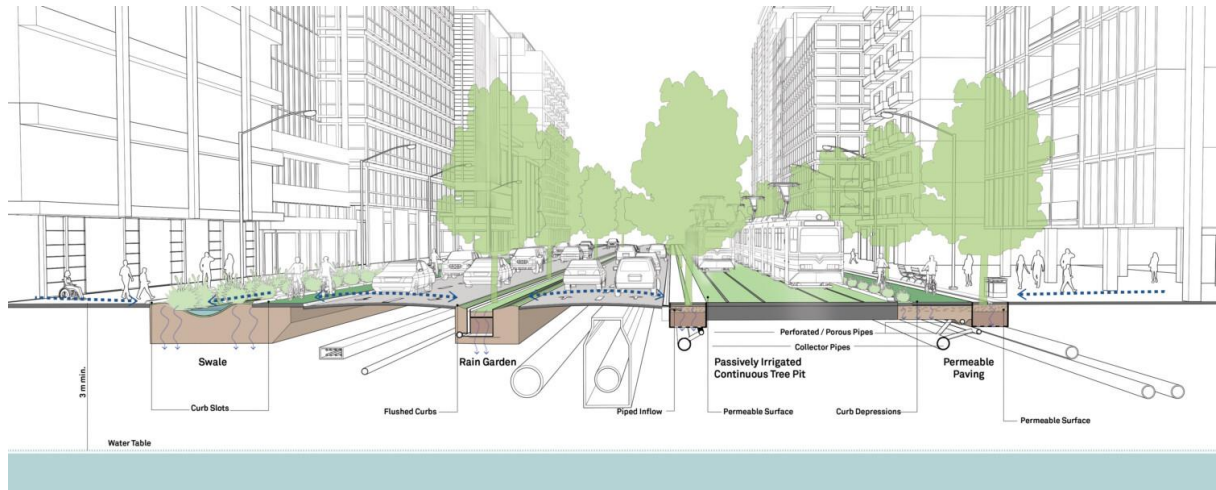 Perforated / Porous Pipes
Collector Pipes
Swale
Rain Garden
Passively Irrigated
Continuous Tree Pit
Permeable
Paving
3 m min.
Curb Slots
Flushed Curbs
Piped Inflow
Permeable Surface
Curb Depressions
Permeable Surface
Water Table